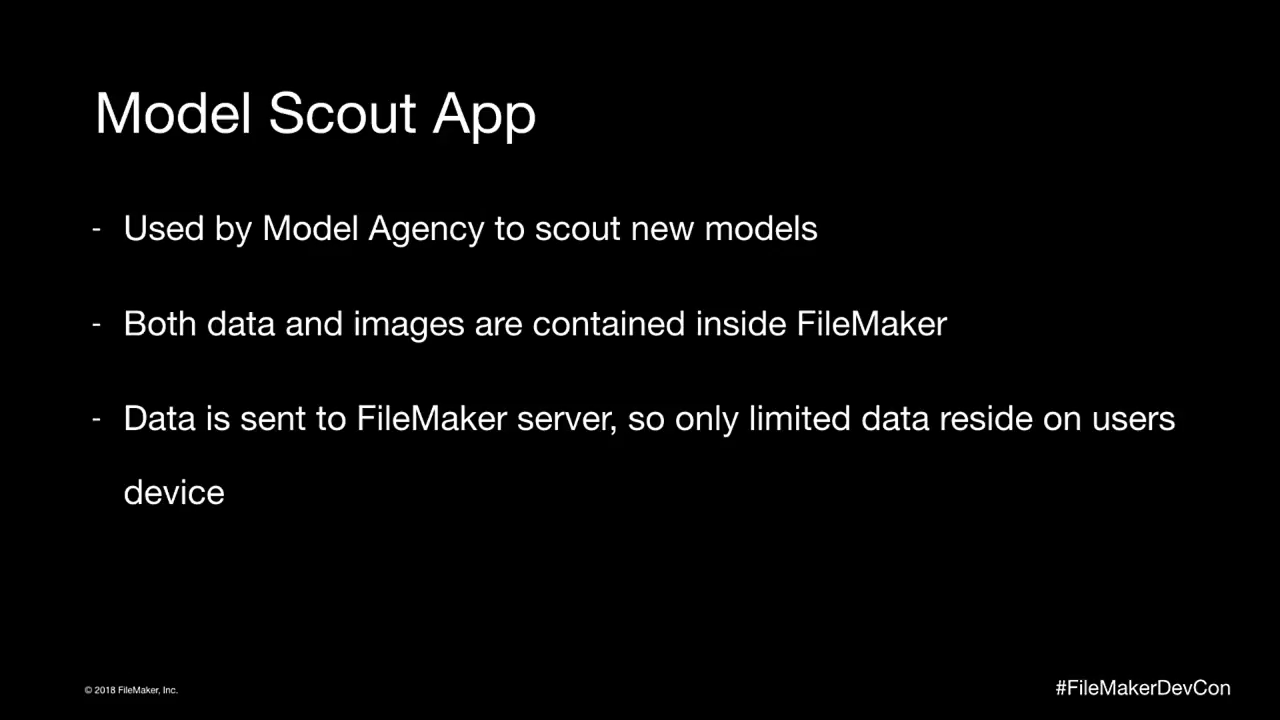 Model Scout App
- Used by Model Agency to scout new models
- Both data and images are contained inside FileMaker
- Data is sent to FileMaker server, so only limited data reside on users
device
© 2018 FileMaker, Inc.
#FileMakerDevCon